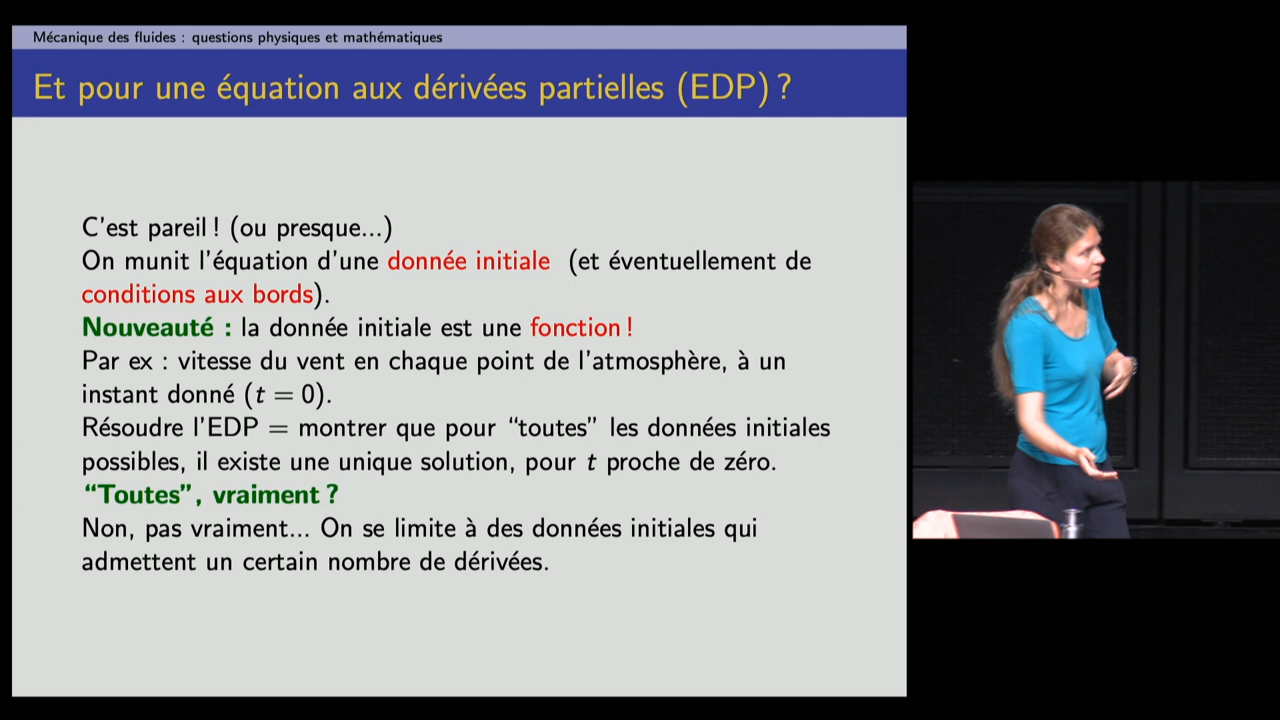 Mécanique des fluides : questions physiques et mathématiques
Et pour une équation aux dérivées partielles (EDP) ?
C'est pareil ! (ou presque...)
On munit l'équation d'une donnée initiale (et éventuellement de
conditions aux bords).
Nouveauté : la donnée initiale est une fonction !
Par ex : vitesse du vent en chaque point de l'atmosphère, à un
instant donné (t = 0).
Résoudre l'EDP = montrer que pour “toutes” les données initiales
possibles, il existe une unique solution, pour t proche de zéro.
“Toutes”, vraiment ?
Non, pas vraiment... On se limite à des données initiales qui
admettent un certain nombre de dérivées.